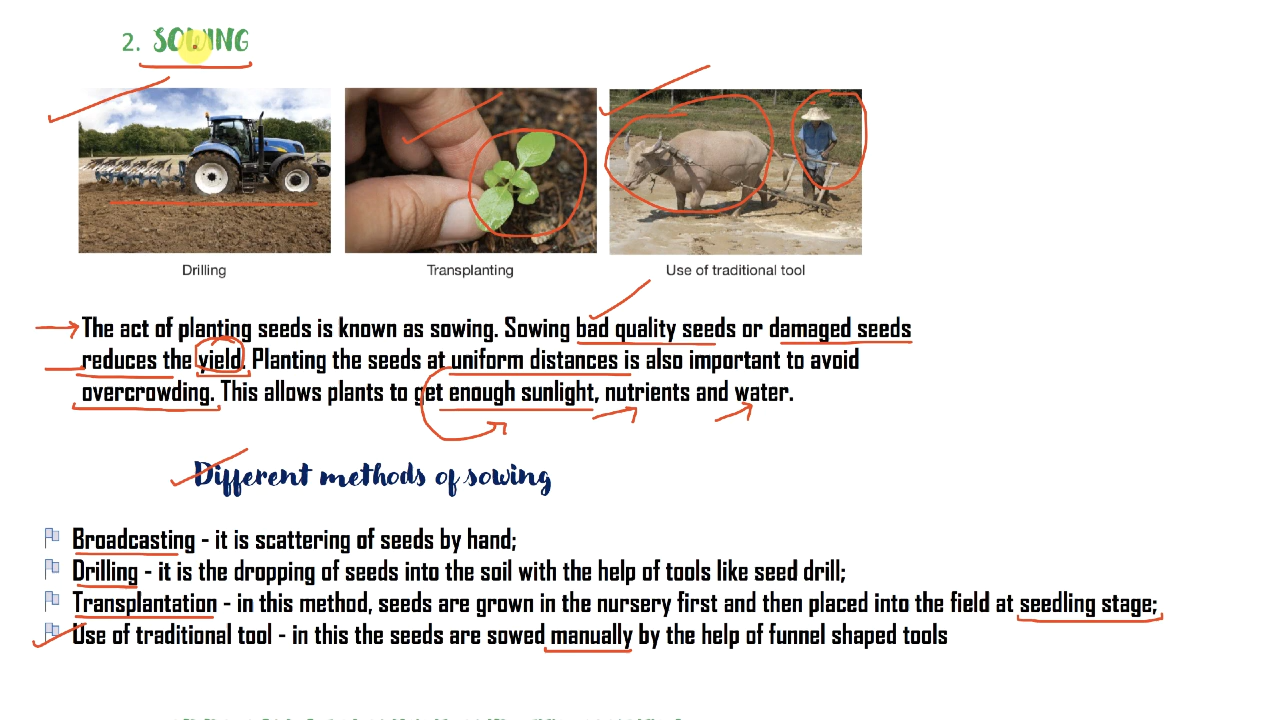 2. SOWING
Drilling
Transplanting
Use of traditional tool
The act of planting seeds is known as sowing. Sowing bad quality seeds or damaged seeds
reduces the yield. Planting the seeds at uniform distances is also important to avoid
overcrowding. This allows plants to get enough sunlight, nutrients and water.
Different methods of sowing
Broadcasting - it is scattering of seeds by hand;
Drilling - it is the dropping of seeds into the soil with the help of tools like seed drill;
Transplantation - in this method, seeds are grown in the nursery first and then placed into the field at seedling stage;
Use of traditional tool - in this the seeds are sowed manually by the help of funnel shaped tools